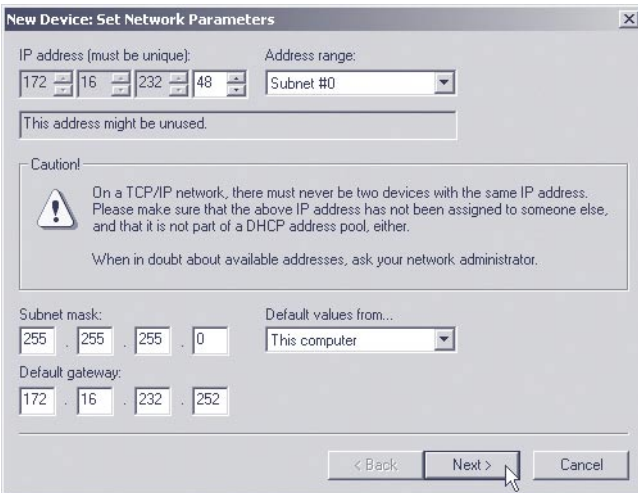 New Device: Set Network Parameters
IP address (must be unique): Address range:
172 16 232 48 Subnet #0
This address might be unused.
Caution!
On a TCP/IP network, there must never be two devices with the same IP address.
Please make sure that the above IP address has not been assigned to someone else,
and that it is not part of a DHCP address pool, either.
When in doubt about available addresses, ask your network administrator.
Subnet mask: Default values from...
255 . 255 . 255 . 0 This computer
Default gateway:
172 . 16 . 232 . 252
< Back Next > Cancel